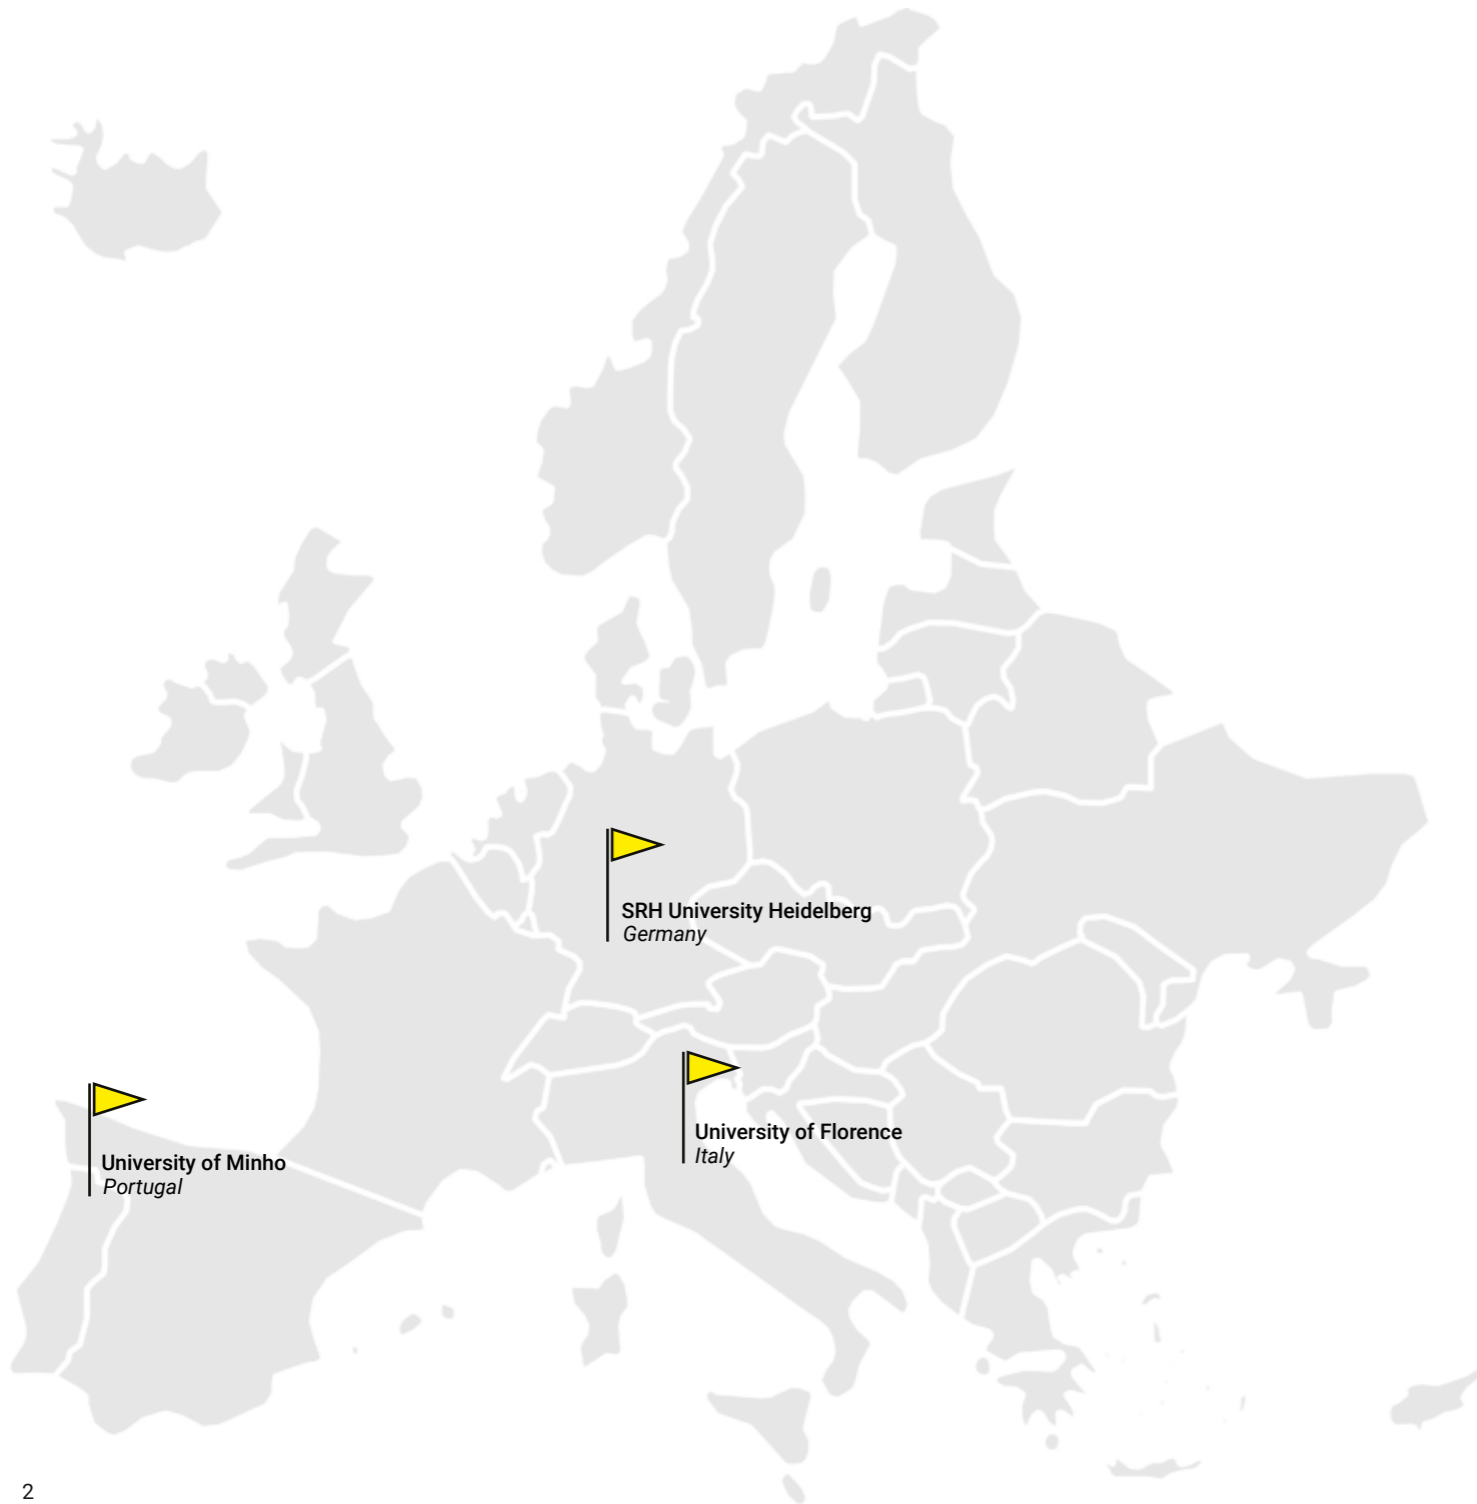 SRH University Heidelberg
Germany
University of Florence
Italy
University of Minho
Portugal
2